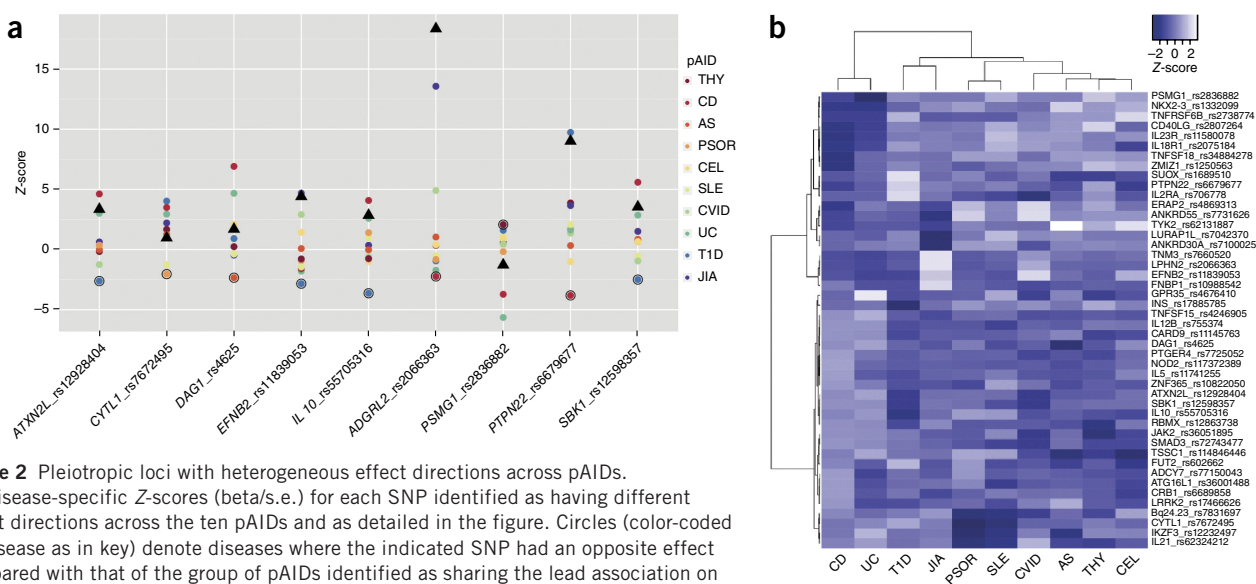 a
Z-score
15
10
5
0
−5
ATXN2L_rs12928404
CYTL1_rs7672495
DAG1_rs4625
EFNB2_rs11839053
IL10_rs55705316
ADGRL2_rs2066363
PSMG1_rs2836882
PTPN22_rs6679677
SBK1_rs12598357
pAID
THY
CD
AS
PSOR
CEL
SLE
CVID
UC
T1D
JIA
b
−2 0 2
Z-score
PSMG1_rs2836882
NKX2-3_rs1332099
TNFRSF6B_rs2738774
CD40LG_rs2807264
IL23R_rs11580078
IL18R1_rs2075184
TNFSF18_rs34884278
ZMIZ1_rs1250563
SUOX_rs1689510
PTPN22_rs6679677
IL2RA_rs706778
ERAP2_rs4869313
ANKRD55_rs7731626
TYK2_rs62131887
LURAP1L_rs7042370
ANKRD30A_rs7100025
TNM3_rs7660520
LPHN2_rs2066363
EFNB2_rs11839053
FNBP1_rs10988542
GPR35_rs4676410
INS_rs17885785
TNFSF15_rs4246905
IL12B_rs755374
CARD9_rs11145763
DAG1_rs4625
PTGER4_rs7725052
NOD2_rs117372389
IL5_rs11741255
ZNF365_rs10822050
ATXN2L_rs12928404
SBK1_rs12598357
IL10_rs55705316
RBMX_rs12863738
JAK2_rs36051895
SMAD3_rs72743477
TSSC1_rs114846446
FUT2_rs602662
ADCY7_rs77150043
ATG16L1_rs36001488
CRB1_rs6689858
LRRK2_rs17466626
Bq24.23_rs7831697
CYTL1_rs7672495
IKZF3_rs12232497
IL21_rs62324212
CD
UC
T1D
JIA
PSOR
SLE
CVID
AS
THY
CEL
e 2 Pleiotropic loci with heterogeneous effect directions across pAIDs.
isease-specific Z-scores (beta/s.e.) for each SNP identified as having different
t directions across the ten pAIDs and as detailed in the figure. Circles (color-coded
sease as in key) denote diseases where the indicated SNP had an opposite effect
pared with that of the group of pAIDs identified as sharing the lead association on